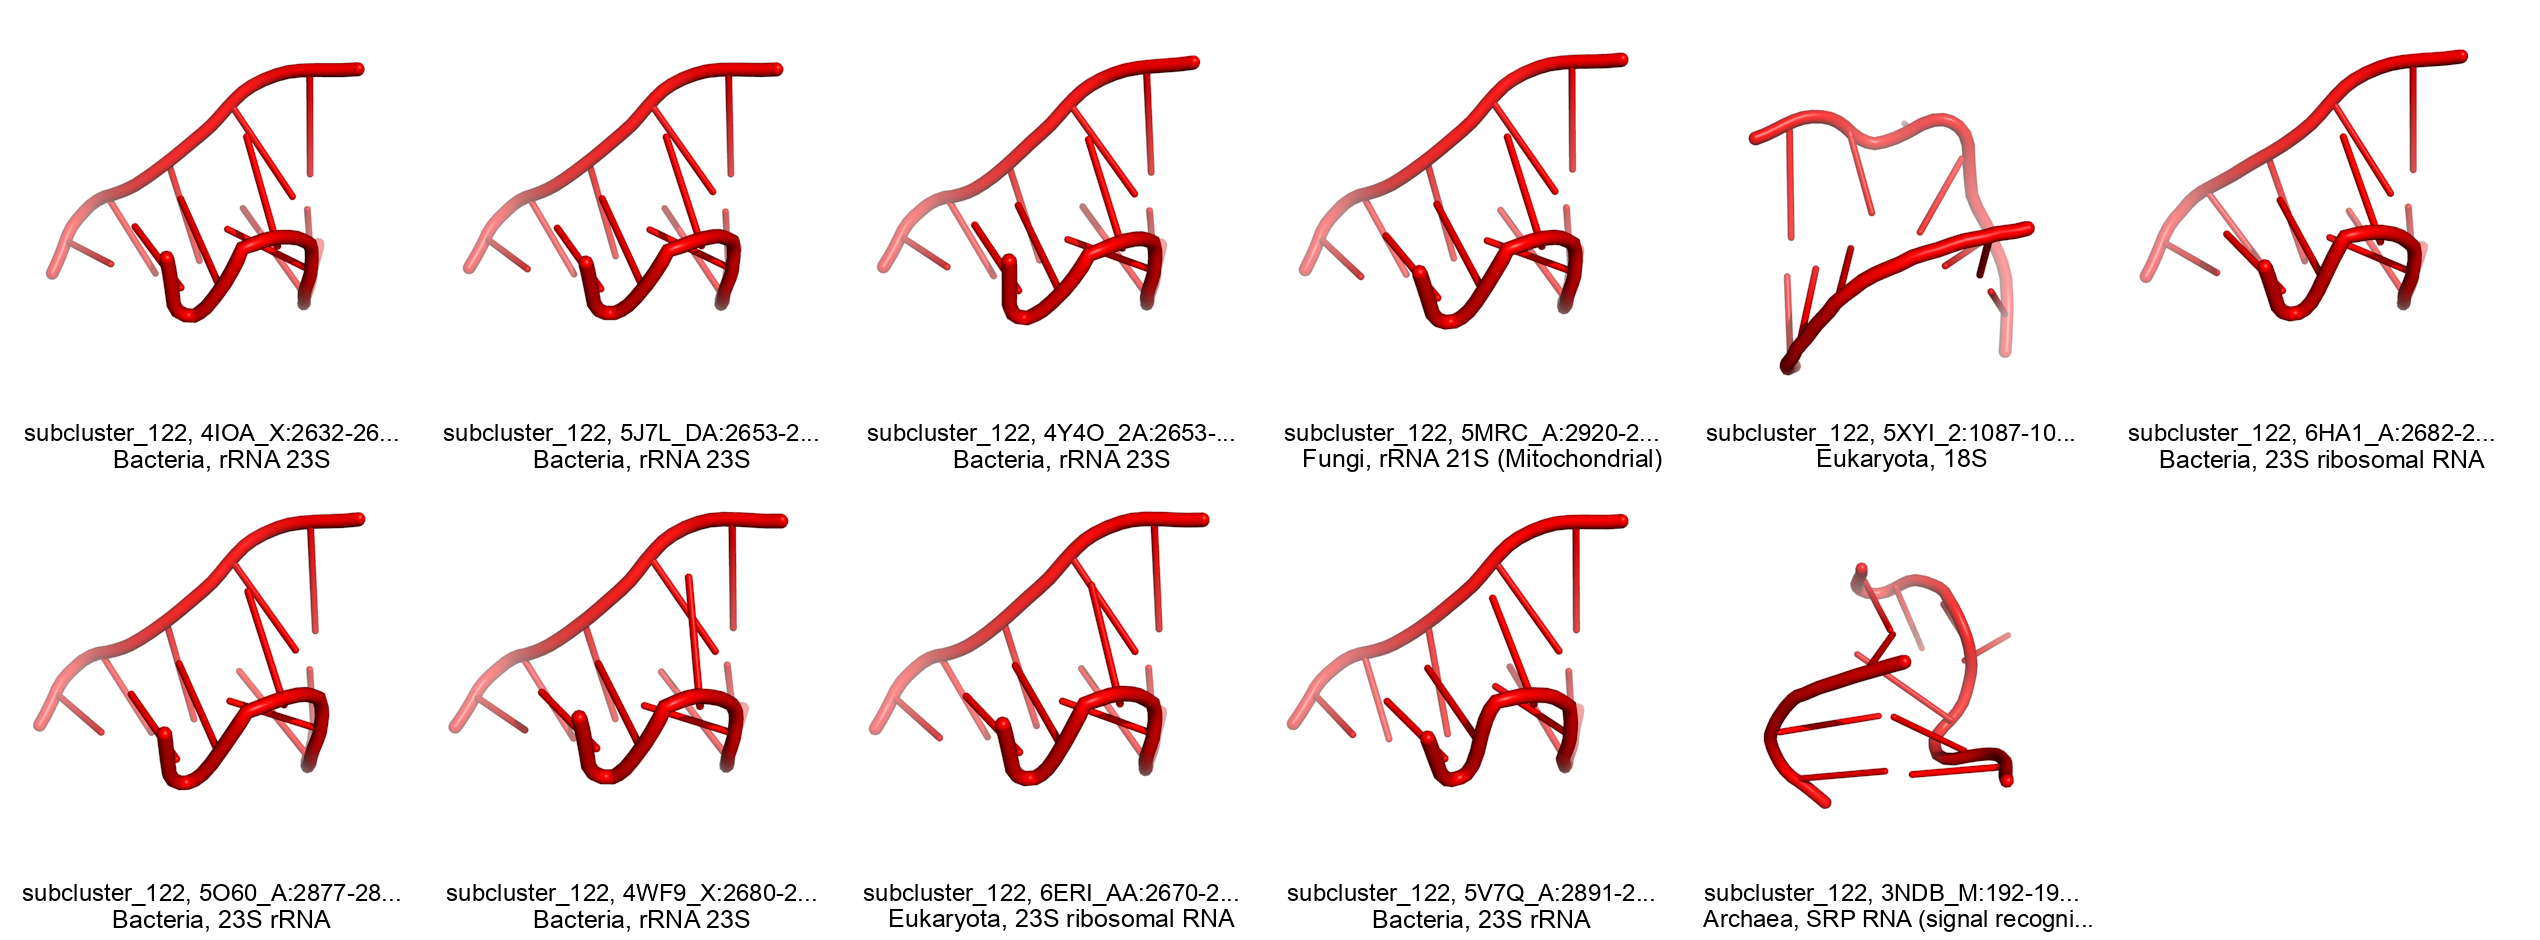 subcluster_122, 4IOA_X:2632-26...
Bacteria, rRNA 23S
subcluster_122, 5J7L_DA:2653-2...
Bacteria, rRNA 23S
subcluster_122, 4Y4O_2A:2653-...
Bacteria, rRNA 23S
subcluster_122, 5MRC_A:2920-2...
Fungi, rRNA 21S (Mitochondrial)
subcluster_122, 5XYI_2:1087-10...
Eukaryota, 18S
subcluster_122, 6HA1_A:2682-2...
Bacteria, 23S ribosomal RNA
subcluster_122, 5O60_A:2877-28...
Bacteria, 23S rRNA
subcluster_122, 4WF9_X:2680-2...
Bacteria, rRNA 23S
subcluster_122, 6ERI_AA:2670-2...
Eukaryota, 23S ribosomal RNA
subcluster_122, 5V7Q_A:2891-2...
Bacteria, 23S rRNA
subcluster_122, 3NDB_M:192-19...
Archaea, SRP RNA (signal recogni...